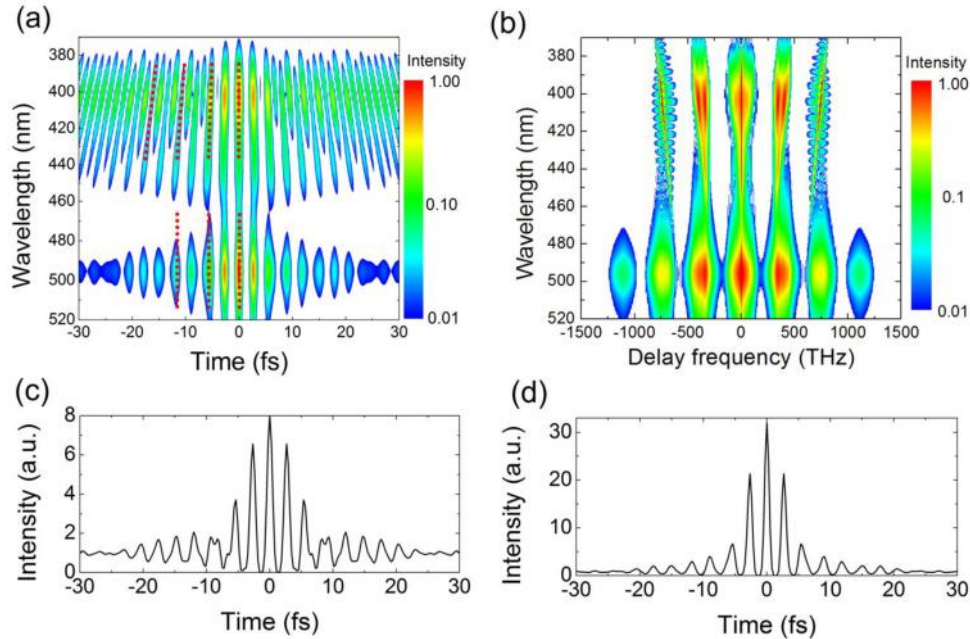 (a)
Wavelength (nm)
380
400
420
440
460
480
500
520
-30 -20 -10 0 10 20 30
Time (fs)
Intensity
1.00
0.10
0.01
(b)
Wavelength (nm)
380
400
420
440
460
480
500
520
-1500 -1000 -500 0 500 1000 1500
Delay frequency (THz)
Intensity
1.00
0.1
0.01
(c)
Intensity (a.u.)
8
6
4
2
0
-30 -20 -10 0 10 20 30
Time (fs)
(d)
Intensity (a.u.)
30
20
10
0
-30 -20 -10 0 10 20 30
Time (fs)